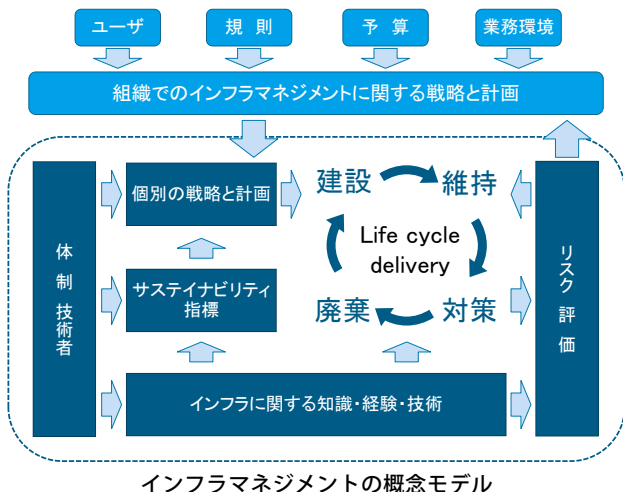 ユーザ
規 則
予 算
業務環境
組織でのインフラマネジメントに関する戦略と計画
体制 技術者
個別の戦略と計画
サステイナビリティ
指標
建設
維持
Life cycle
delivery
廃棄
対策
リスク評価
インフラに関する知識・経験・技術
インフラマネジメントの概念モデル